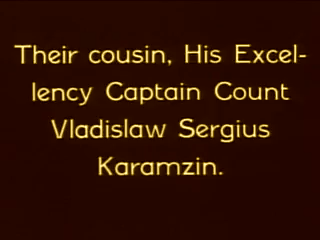 Their cousin, His Excel-
lency Captain Count
Vladislaw Sergius
Karamzin.